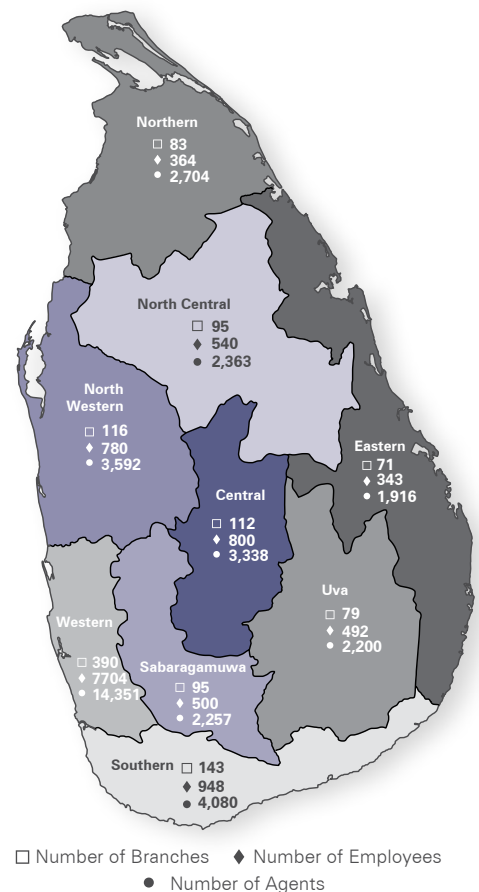 Northern
□ 83
♦ 364
● 2,704
North Central
□ 95
♦ 540
● 2,363
North
Western
□ 116
♦ 780
● 3,592
Eastern
□ 71
♦ 343
● 1,916
Central
□ 112
♦ 800
● 3,338
Uva
□ 79
♦ 492
● 2,200
Western
□ 390
♦ 7704
● 14,351
Sabaragamuwa
□ 95
♦ 500
● 2,257
Southern □ 143
♦ 948
● 4,080
□ Number of Branches ♦ Number of Employees
● Number of Agents